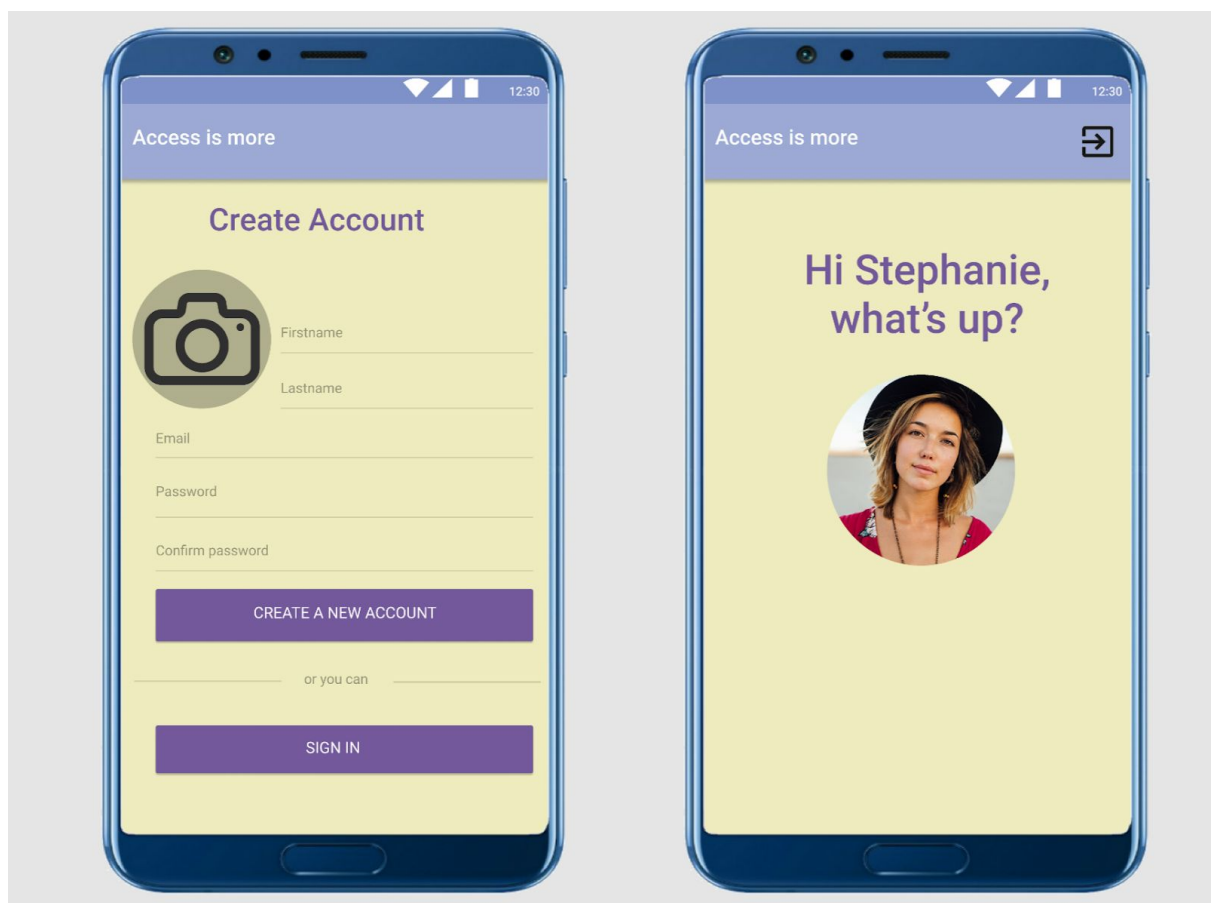 12:30
Access is more
Create Account
Firstname
Lastname
Email
Password
Confirm password
CREATE A NEW ACCOUNT
or you can
SIGN IN
12:30
Access is more
Hi Stephanie,
what’s up?